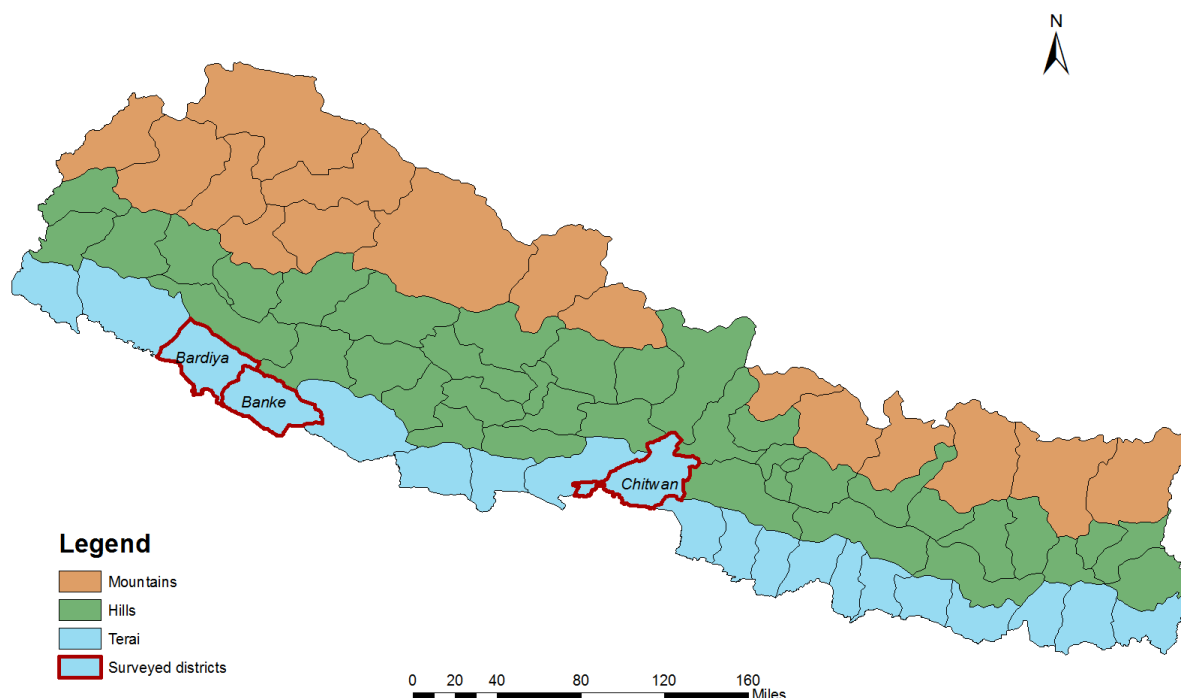 N
Bardiya
Banke
Chitwan
Legend
Mountains
Hills
Terai
Surveyed districts
0 20 40 80 120 160
Miles